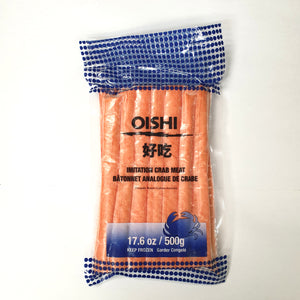 OISHI
好吃
IMITATION CRAB MEAT
BÂTONNET ANALOGUE DE CRABE
17.6 oz / 500g
KEEP FROZEN Garder Congelé